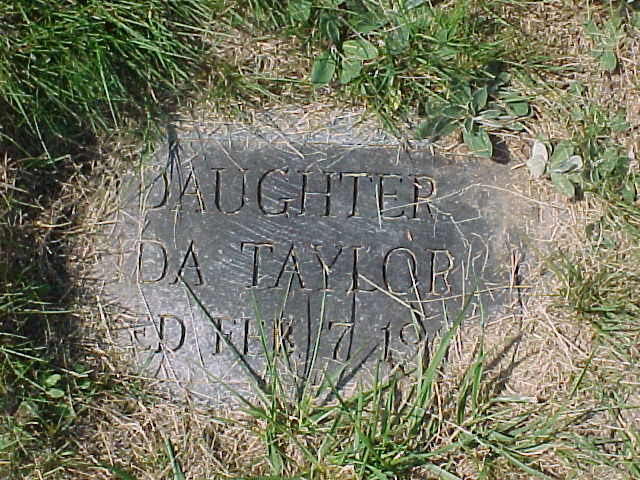 DAUGHTER
DA TAYLOR
ED FEB. 7 19